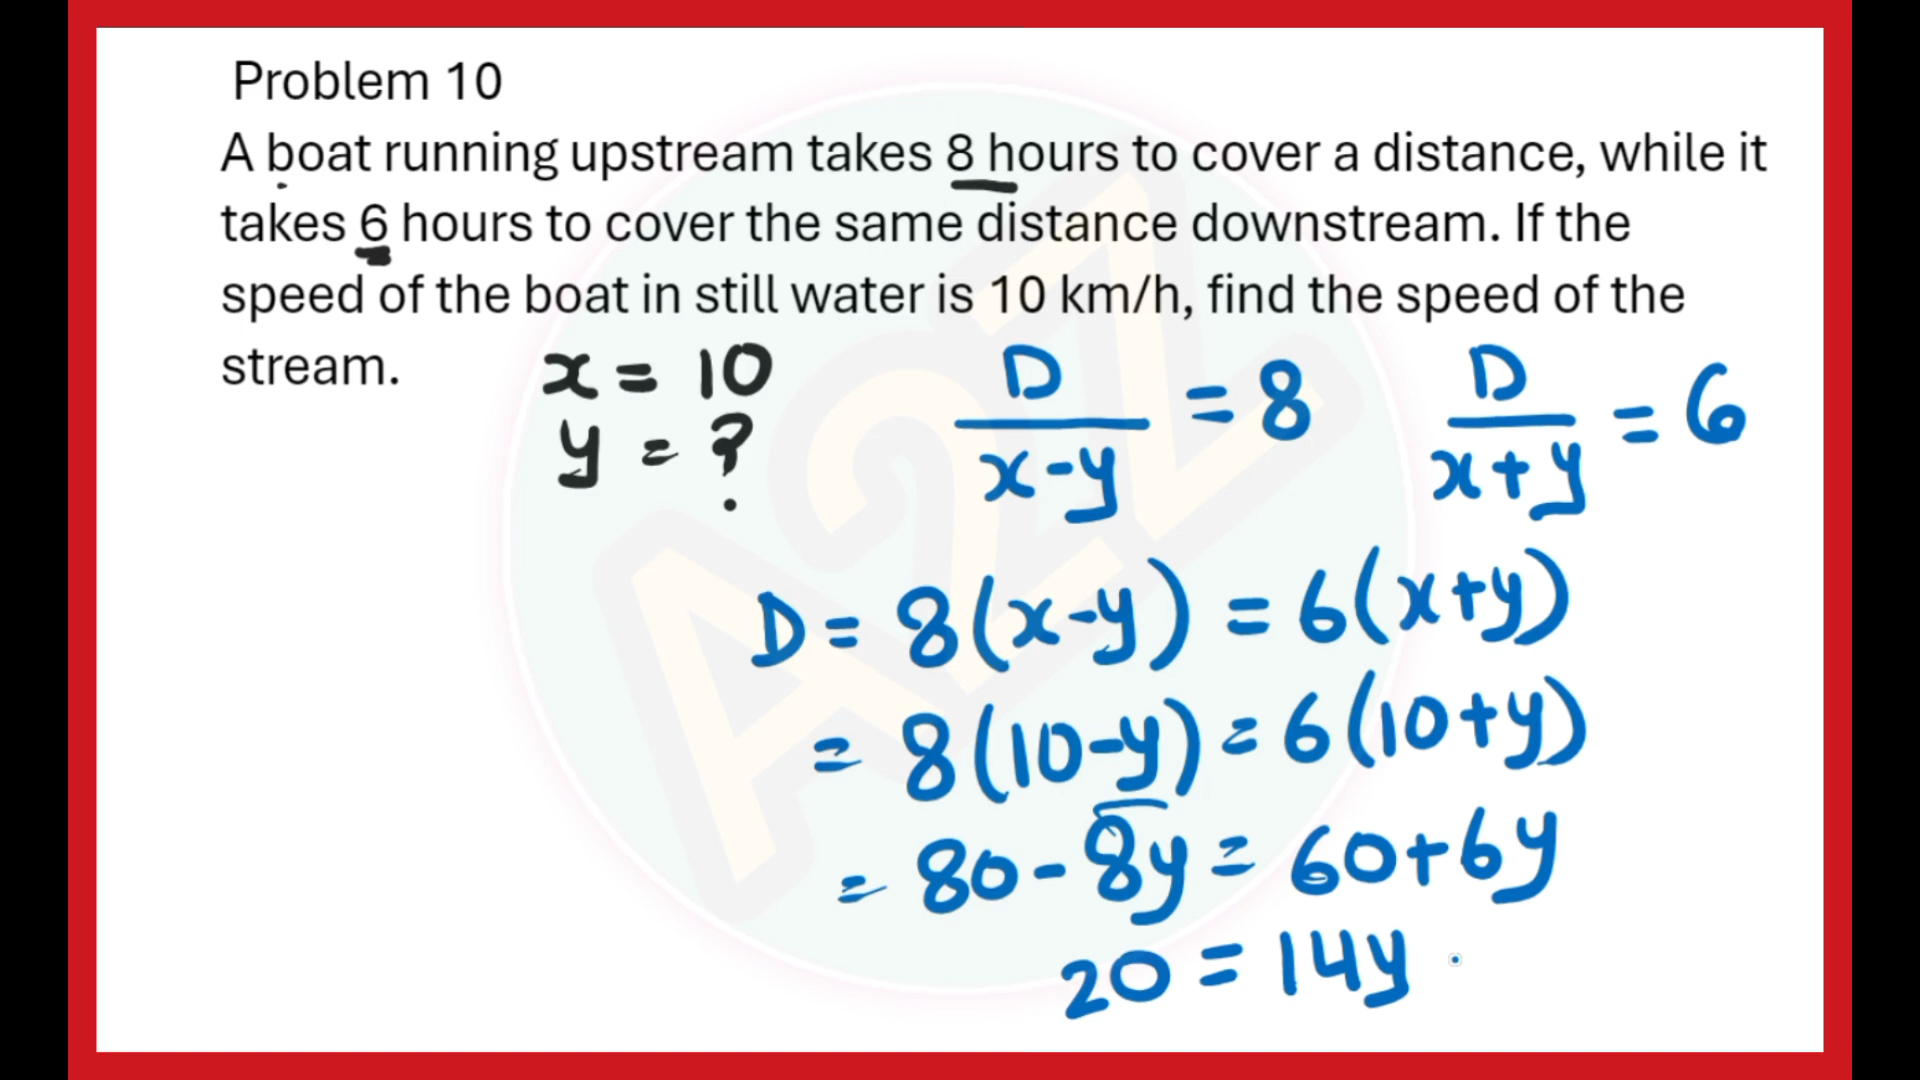 Problem 10
A boat running upstream takes 8 hours to cover a distance, while it
takes 6 hours to cover the same distance downstream. If the
speed of the boat in still water is 10 km/h, find the speed of the
stream.
x = 10
y = ?
D/(x-y) = 8
D/(x+y) = 6
D = 8(x-y) = 6(x+y)
= 8(10-y) = 6(10+y)
= 80-8y = 60+6y
20 = 14y
A2Z